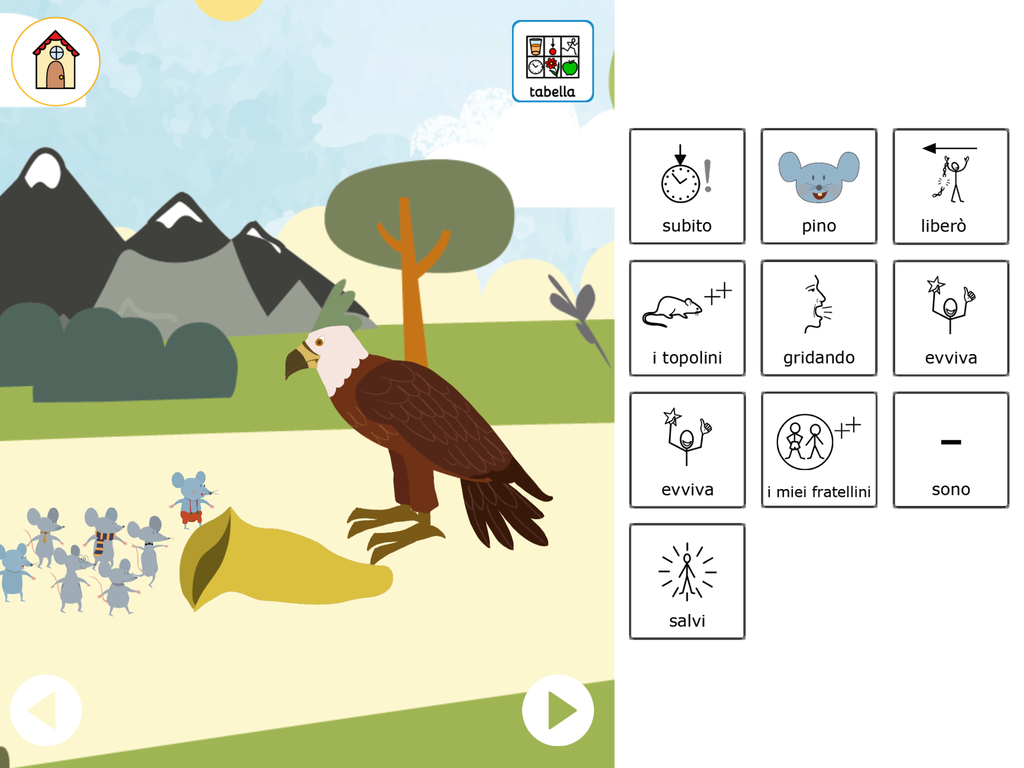 tabella
subito
pino
liberò
i topolini
gridando
evviva
evviva
i miei fratellini
sono
salvi